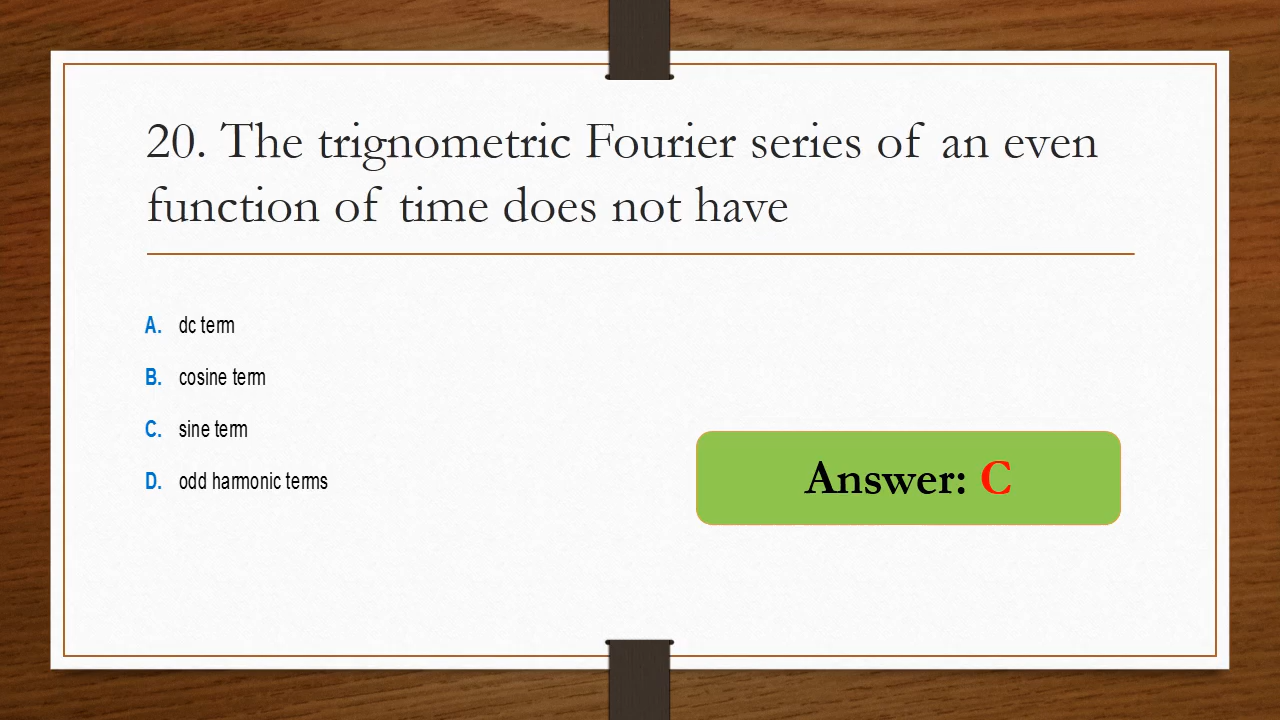 20. The trignometric Fourier series of an even
function of time does not have
A. dc term
B. cosine term
C. sine term
D. odd harmonic terms
Answer: C